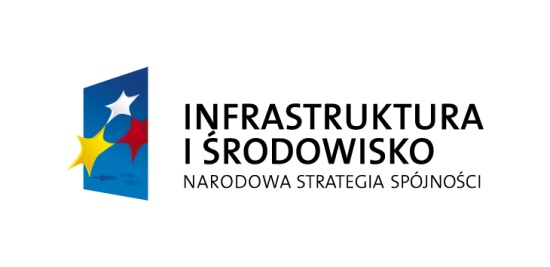 INFRASTRUKTURA
I ŚRODOWISKO
NARODOWA STRATEGIA SPÓJNOŚCI